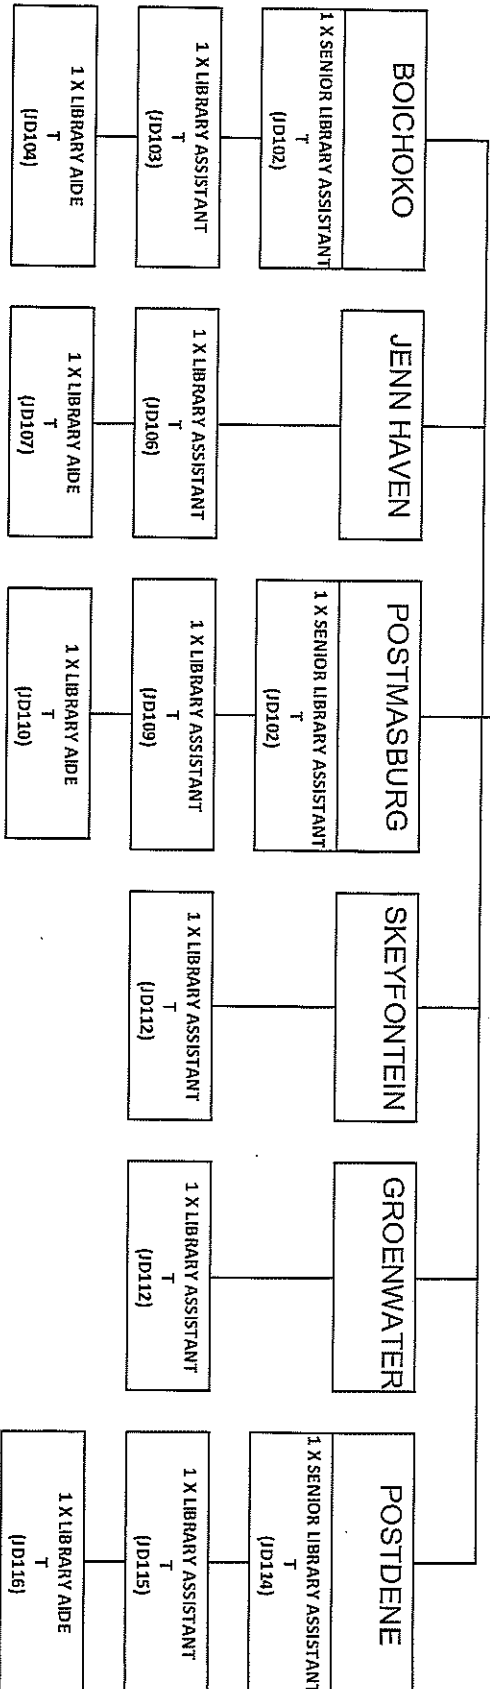 BOICHOKO
1 X SENIOR LIBRARY ASSISTANT
T
(JD102)
1 X LIBRARY ASSISTANT
T
(JD103)
1 X LIBRARY AIDE
T
(JD104)
JENN HAVEN
1 X LIBRARY ASSISTANT
T
(JD106)
1 X LIBRARY AIDE
T
(JD107)
POSTMASBURG
1 X SENIOR LIBRARY ASSISTANT
T
(JD102)
1 X LIBRARY ASSISTANT
T
(JD109)
1 X LIBRARY AIDE
T
(JD110)
SKEYFONTEIN
1 X LIBRARY ASSISTANT
T
(JD112)
GROENWATER
1 X LIBRARY ASSISTANT
T
(JD112)
POSTDENE
1 X SENIOR LIBRARY ASSISTANT
T
(JD114)
1 X LIBRARY ASSISTANT
T
(JD115)
1 X LIBRARY AIDE
T
(JD116)